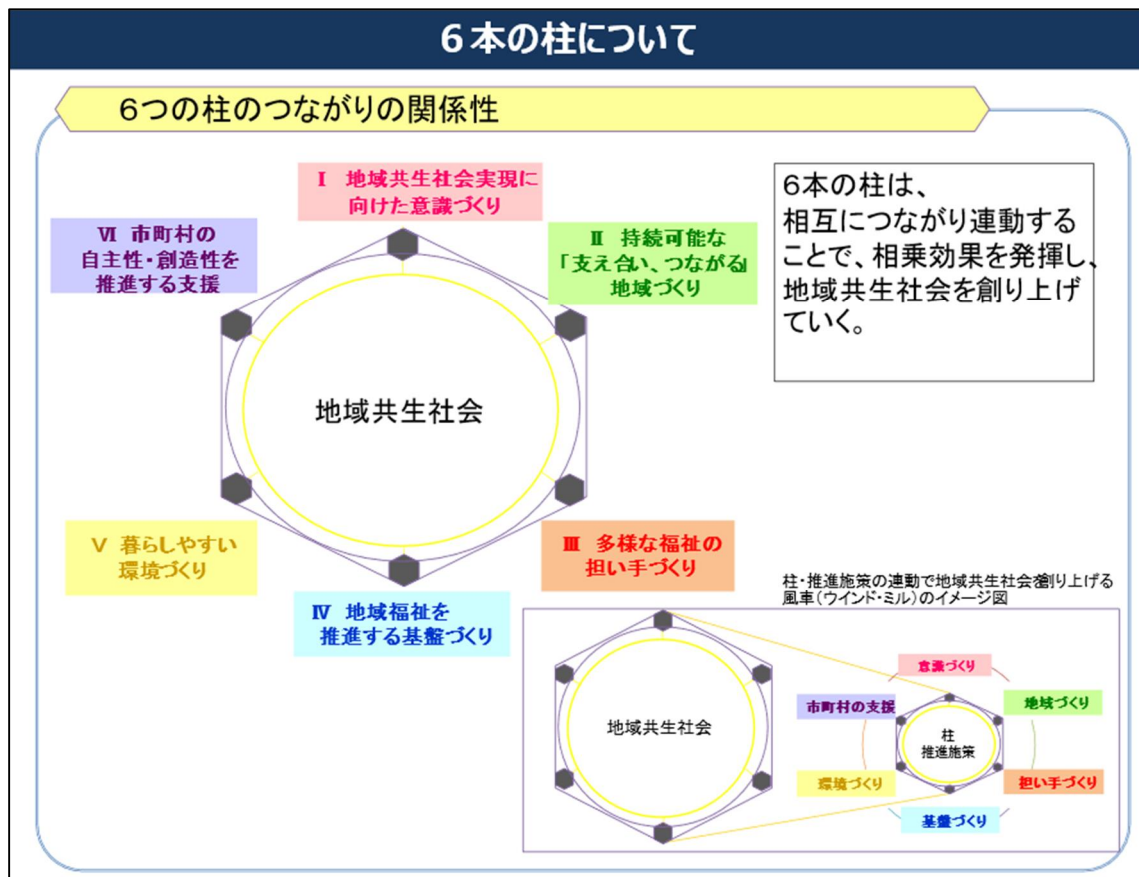 6本の柱について
6つの柱のつながりの関係性
Ⅰ 地域共生社会実現に
向けた意識づくり
Ⅵ 市町村の
自主性・創造性を
推進する支援
Ⅱ 持続可能な
「支え合い、つながる」
地域づくり
6本の柱は、
相互につながり連動する
ことで、相乗効果を発揮し、
地域共生社会を創り上げ
ていく。
地域共生社会
Ⅴ 暮らしやすい
環境づくり
Ⅲ 多様な福祉の
担い手づくり
Ⅳ 地域福祉を
推進する基盤づくり
柱・推進施策の連動で地域共生社会を創り上げる
風車(ウインド・ミル)のイメージ図
地域共生社会
意識づくり
市町村の支援
地域づくり
柱
推進施策
環境づくり
担い手づくり
基盤づくり